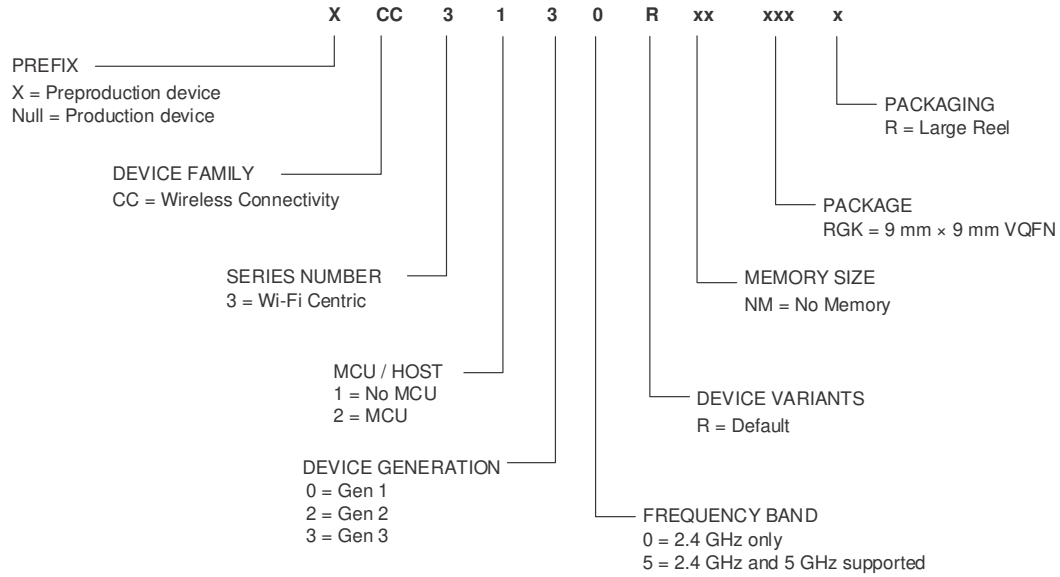 X CC 3 1 3 0 R xx xxx x
PREFIX
X = Preproduction device
Null = Production device
PACKAGING
R = Large Reel
DEVICE FAMILY
CC = Wireless Connectivity
PACKAGE
RGK = 9 mm × 9 mm VQFN
SERIES NUMBER
3 = Wi-Fi Centric
MEMORY SIZE
NM = No Memory
MCU / HOST
1 = No MCU
2 = MCU
DEVICE VARIANTS
R = Default
DEVICE GENERATION
0 = Gen 1
2 = Gen 2
3 = Gen 3
FREQUENCY BAND
0 = 2.4 GHz only
5 = 2.4 GHz and 5 GHz supported